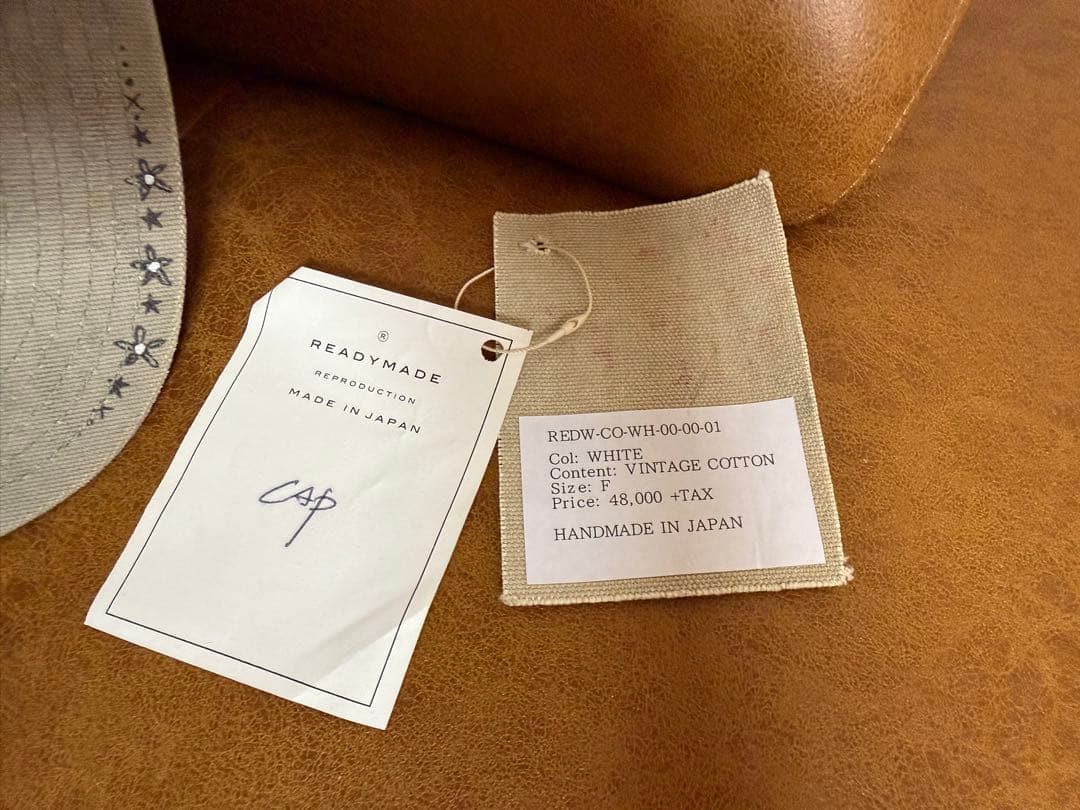 ®
READYMADE
REPRODUCTION
MADE IN JAPAN
cap
REDW-CO-WH-00-00-01
Col: WHITE
Content: VINTAGE COTTON
Size: F
Price: 48,000 +TAX
HANDMADE IN JAPAN